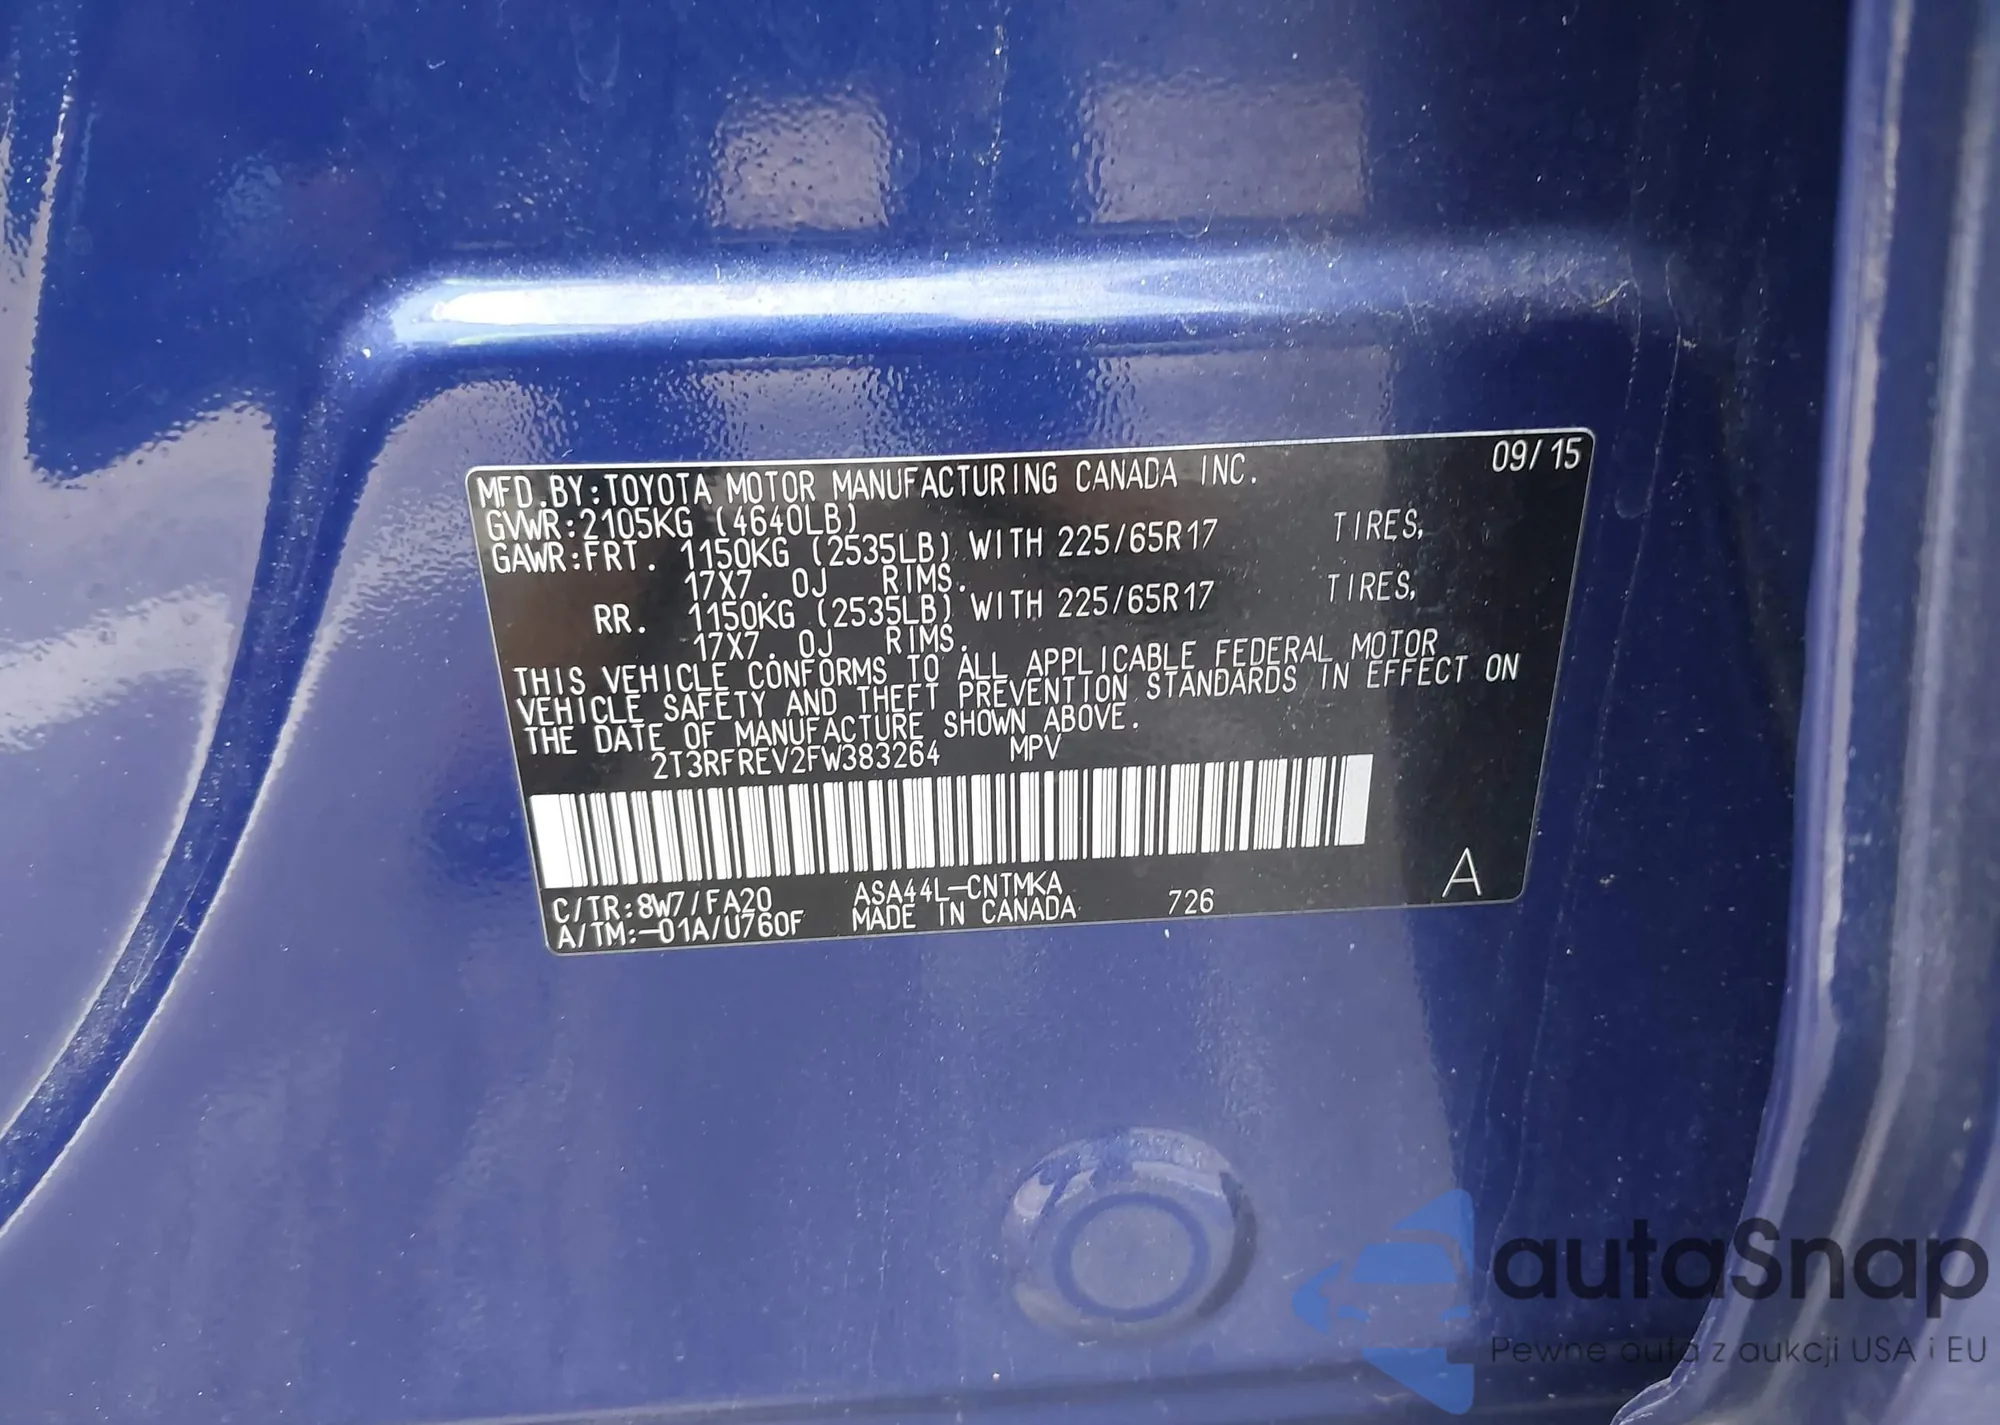 MFD.BY:TOYOTA MOTOR MANUFACTURING CANADA INC. 09/15
GVWR:2105KG (4640LB)
GAWR:FRT. 1150KG (2535LB) WITH 225/65R17 TIRES,
17X7.0J RIMS.
RR. 1150KG (2535LB) WITH 225/65R17 TIRES,
17X7.0J RIMS.
THIS VEHICLE CONFORMS TO ALL APPLICABLE FEDERAL MOTOR
VEHICLE SAFETY AND THEFT PREVENTION STANDARDS IN EFFECT ON
THE DATE OF MANUFACTURE SHOWN ABOVE.
2T3RFREV2FW383264 MPV
C/TR:8W7/FA20 ASA44L-CNTMKA 726 A
A/TM:-01A/U760F MADE IN CANADA
autaSnap
Pewne auta z aukcji USA i EU